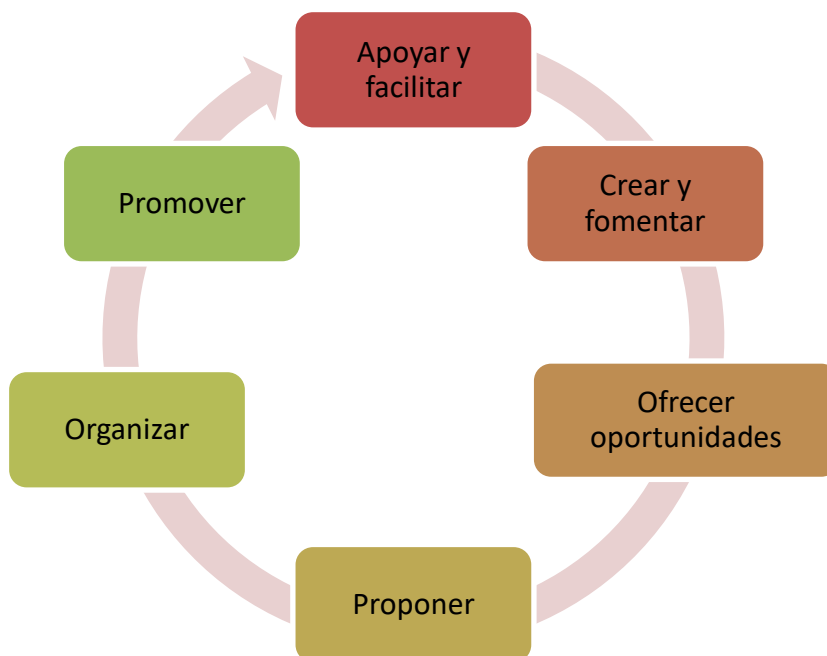 Apoyar y
facilitar
Crear y
fomentar
Ofrecer
oportunidades
Proponer
Organizar
Promover